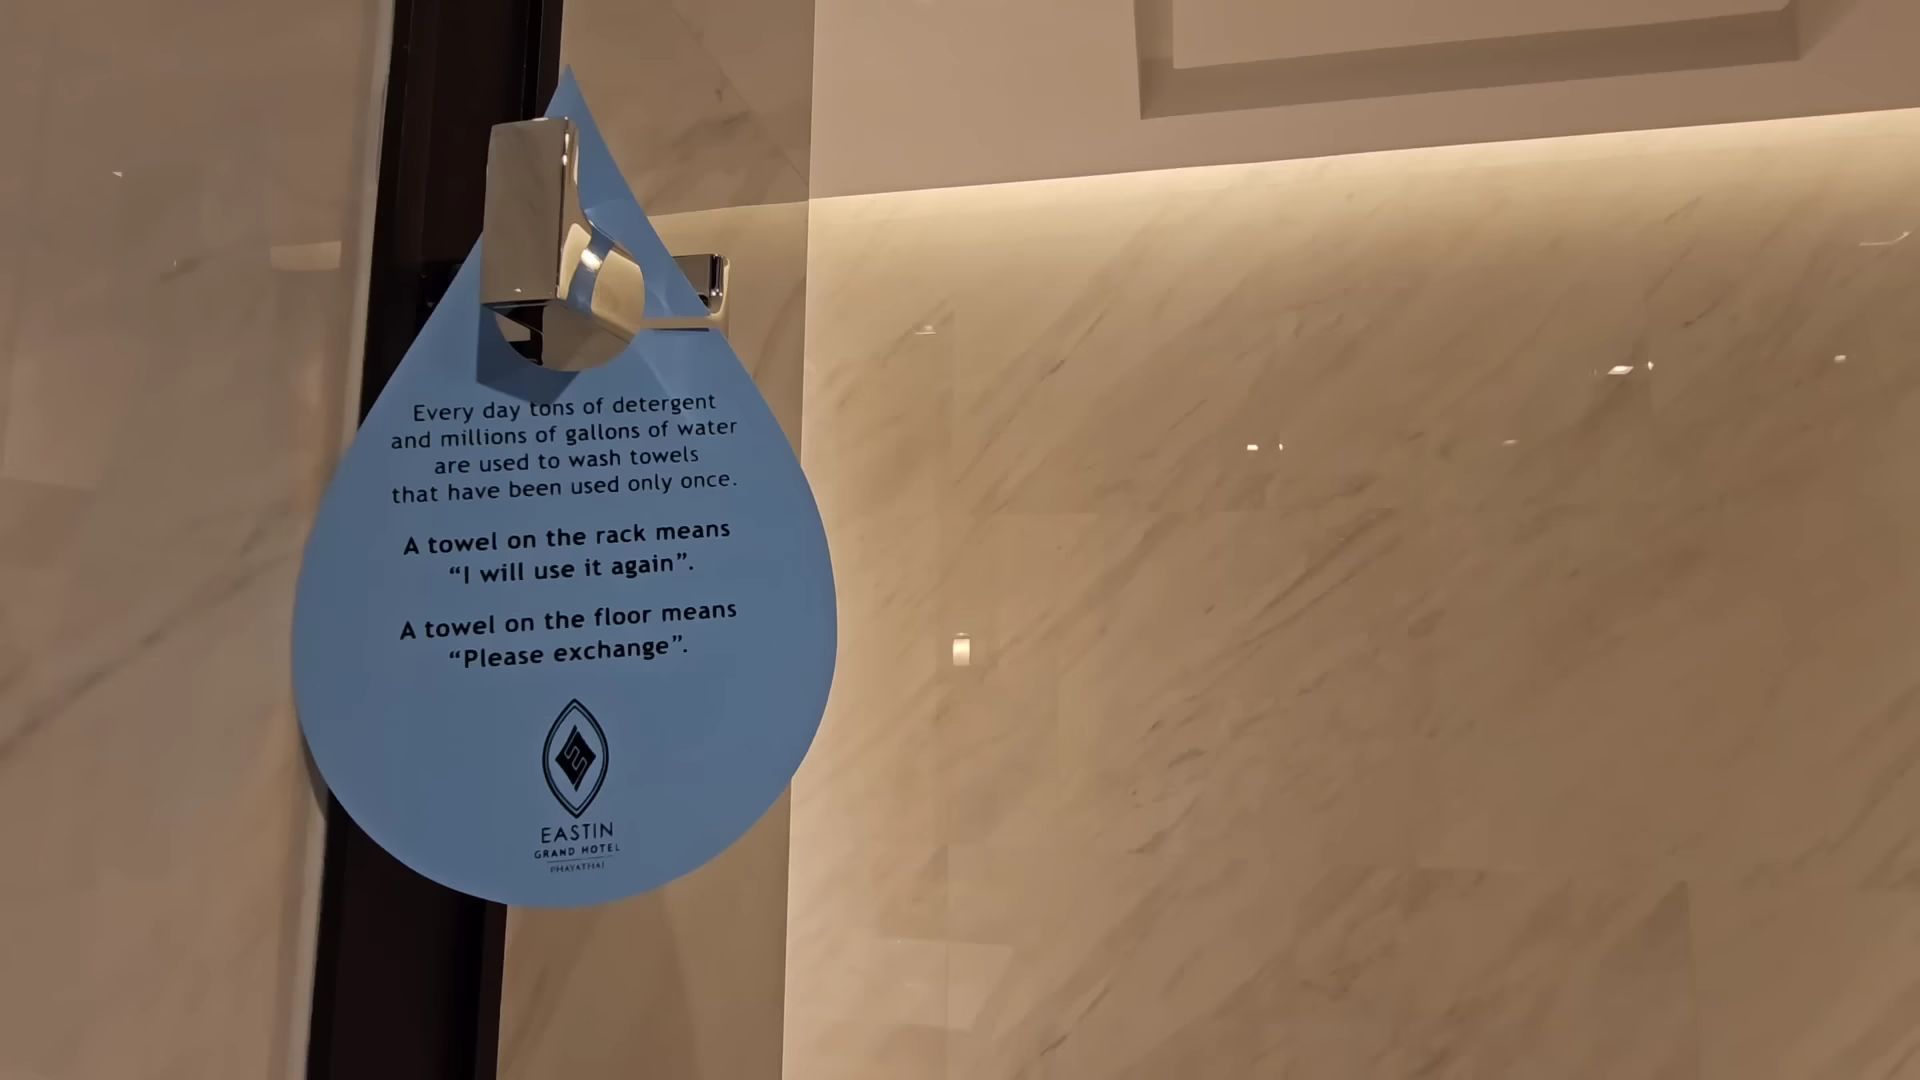 Every day tons of detergent
and millions of gallons of water
are used to wash towels
that have been used only once.
A towel on the rack means
“I will use it again”.
A towel on the floor means
“Please exchange”.
EASTIN
GRAND HOTEL
PHAYATHAI